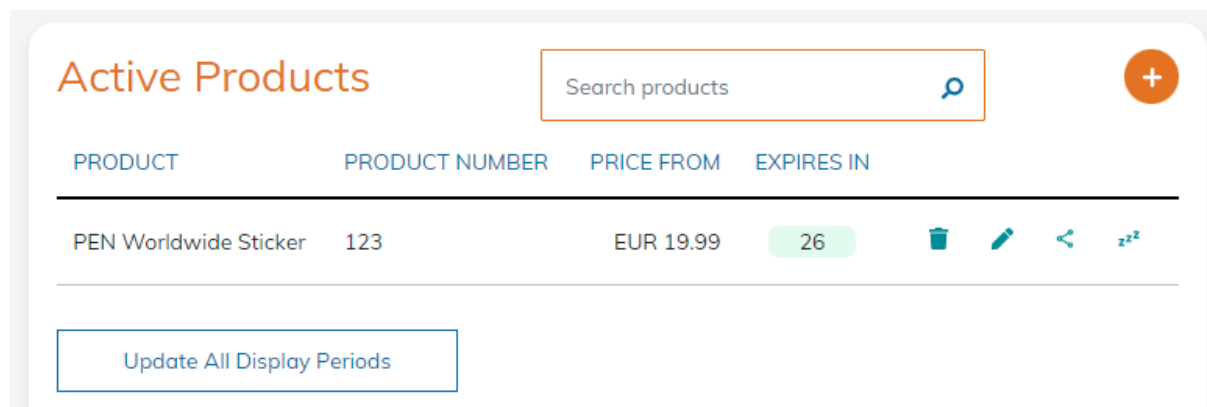 Active Products
Search products
+
PRODUCT PRODUCT NUMBER PRICE FROM EXPIRES IN
PEN Worldwide Sticker 123 EUR 19.99 26 zzz
Update All Display Periods